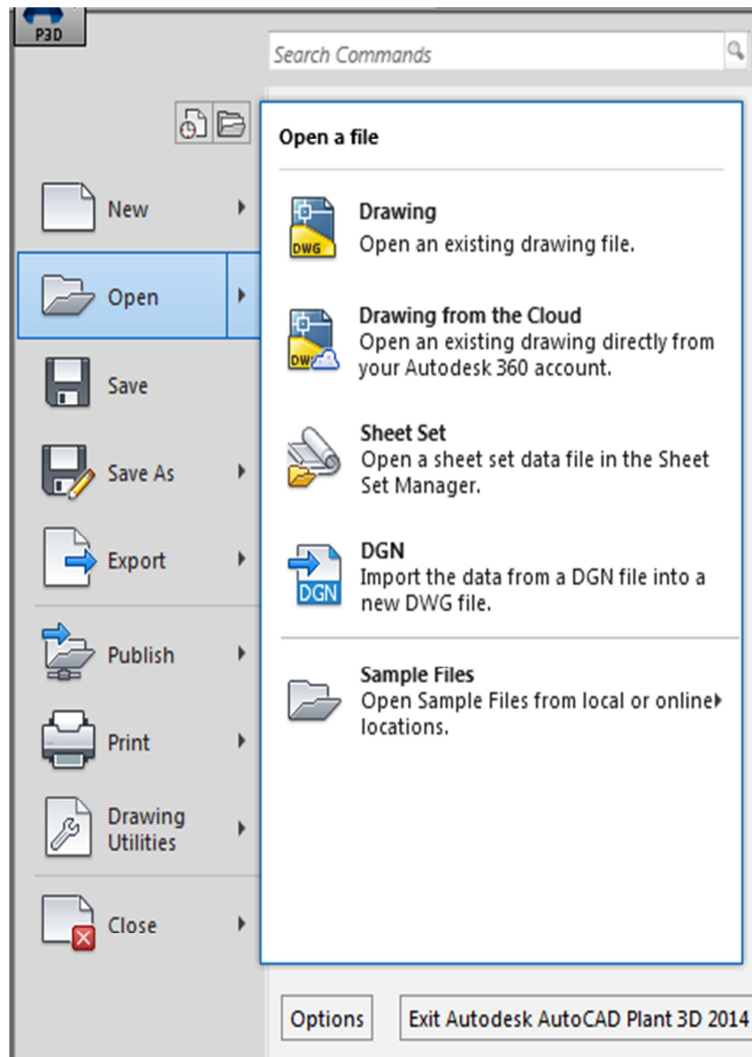 P3D
Search Commands
Open a file
New
Open
Save
Save As
Export
Publish
Print
Drawing
Utilities
Close
DWG
Drawing
Open an existing drawing file.
DW
Drawing from the Cloud
Open an existing drawing directly from
your Autodesk 360 account.
Sheet Set
Open a sheet set data file in the Sheet
Set Manager.
DGN
DGN
Import the data from a DGN file into a
new DWG file.
Sample Files
Open Sample Files from local or online
locations.
Options
Exit Autodesk AutoCAD Plant 3D 2014